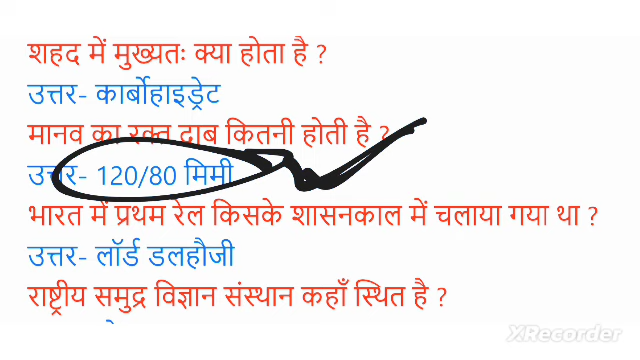 शहद में मुख्यतः क्या होता है ?
उत्तर- कार्बोहाइड्रेट
मानव का रक्त दाब कितनी होती है ?
उत्तर- 120/80 मिमी
भारत में प्रथम रेल किसके शासनकाल में चलाया गया था ?
उत्तर- लॉर्ड डलहौजी
राष्ट्रीय समुद्र विज्ञान संस्थान कहाँ स्थित है ?
XRecorder